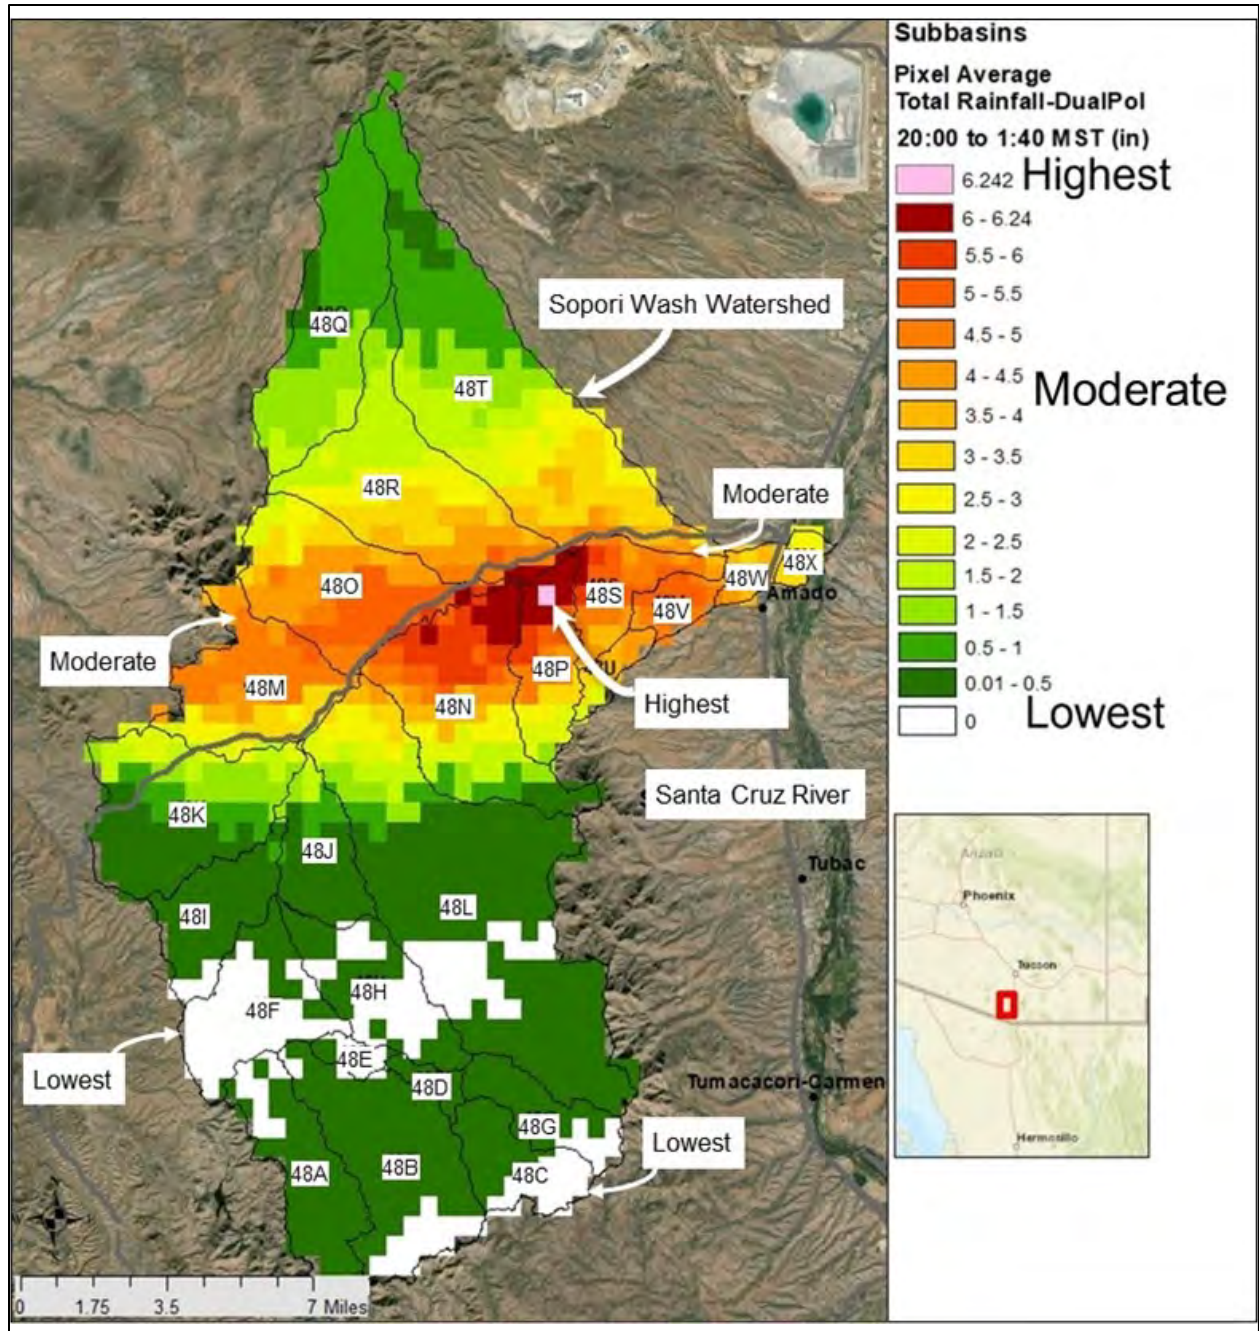 Subbasins
Pixel Average
Total Rainfall-DualPol
20:00 to 1:40 MST (in)
6.242 Highest
6 - 6.24
5.5 - 6
5 - 5.5
4.5 - 5
4 - 4.5
Moderate
3.5 - 4
3 - 3.5
2.5 - 3
2 - 2.5
1.5 - 2
1 - 1.5
0.5 - 1
0.01 - 0.5
0 Lowest
Sopori Wash Watershed
48Q
48T
48R
Moderate
48O
48S
48W
48X
48V
Amado
Moderate
48M
48P
48N
Highest
Santa Cruz River
48K
48J
Tubac
48I
48L
48H
48F
48E
Lowest
48D
Tumacacori-Carmen
48G
Lowest
48A
48B
48C
0 1.75 3.5 7 Miles
Phoenix
Tucson
Hermosillo